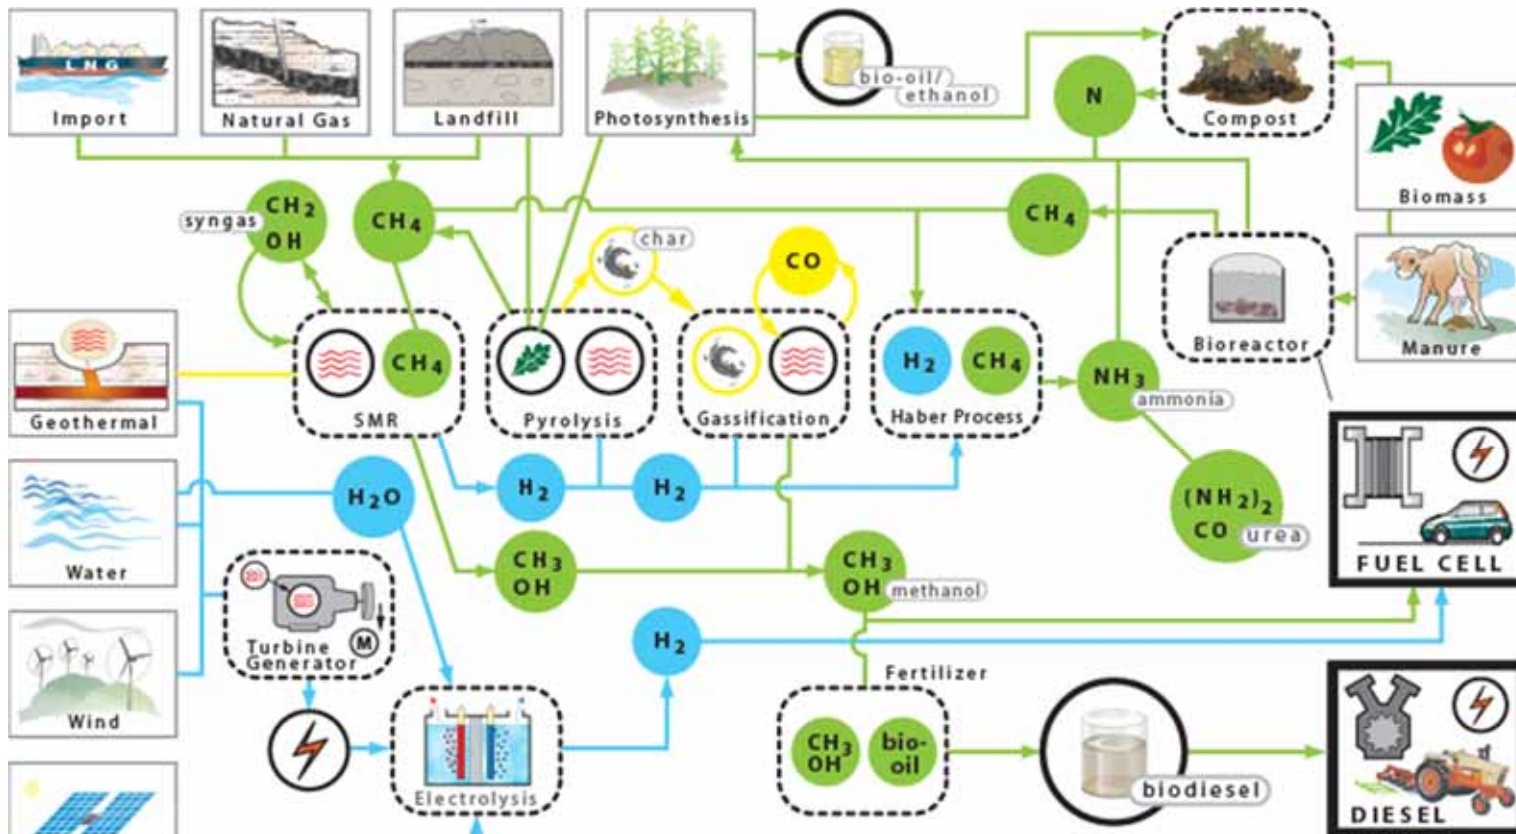 LNG
Import
Natural Gas
Landfill
Photosynthesis
bio-oil/
ethanol
N
Compost
Biomass
syngas
CH2
OH
CH4
char
CO
CH4
Bioreactor
Manure
Geothermal
CH4
SMR
Pyrolysis
Gassification
H2
CH4
Haber Process
NH3
ammonia
Water
H2O
H2
H2
(NH2)2
CO
urea
FUEL CELL
CH3
OH
CH3
OH
methanol
Wind
Turbine
Generator
M
H2
Fertilizer
Electrolysis
CH3
OH
bio-
oil
biodiesel
DIESEL